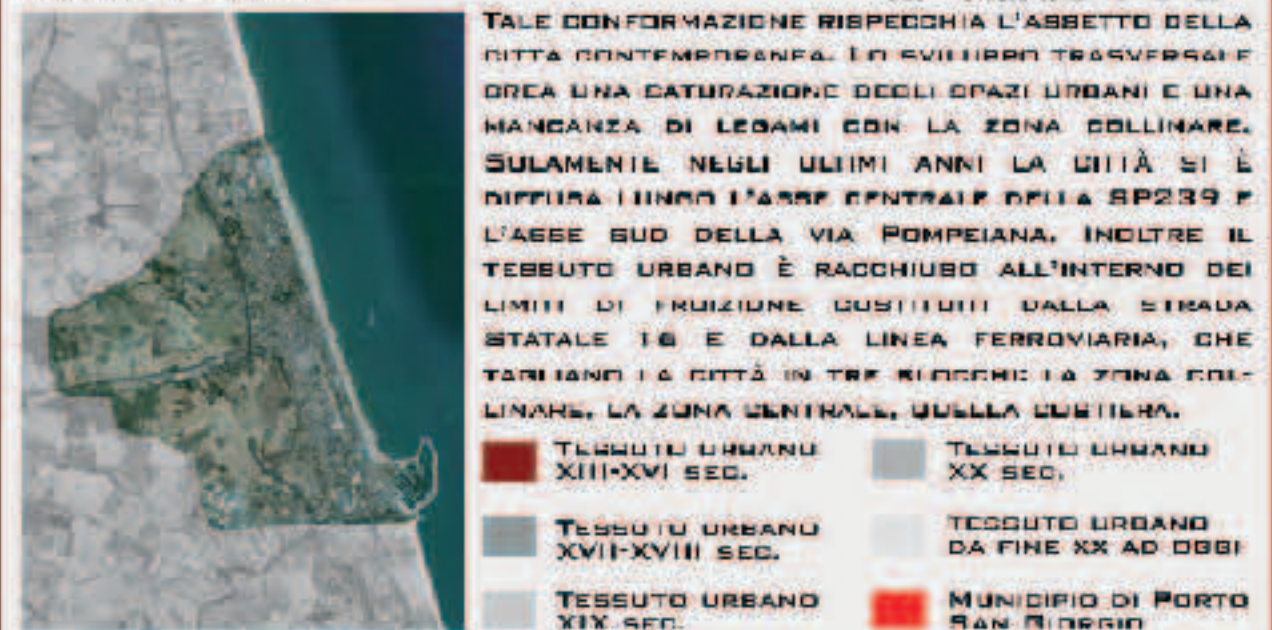 Tale conformazione rispecchia l'assetto della
città contemporanea. Lo sviluppo trasversale
crea una saturazione degli spazi urbani e una
mancanza di legami con la zona collinare.
Solamente negli ultimi anni la città si è
diffusa lungo l'asse centrale della SP239 e
l'asse sud della via Pompeiana. Inoltre il
tessuto urbano è racchiuso all'interno dei
limiti di fruizione costituiti dalla strada
statale 16 e dalla linea ferroviaria, che
tagliano la città in tre blocchi: la zona col-
linare, la zona centrale, quella costiera.
Tessuto urbano
XIII-XVI sec.
Tessuto urbano
XVII-XVIII sec.
Tessuto urbano
XIX sec.
Tessuto urbano
XX sec.
Tessuto urbano
da fine XX ad oggi
Municipio di Porto
San Giorgio